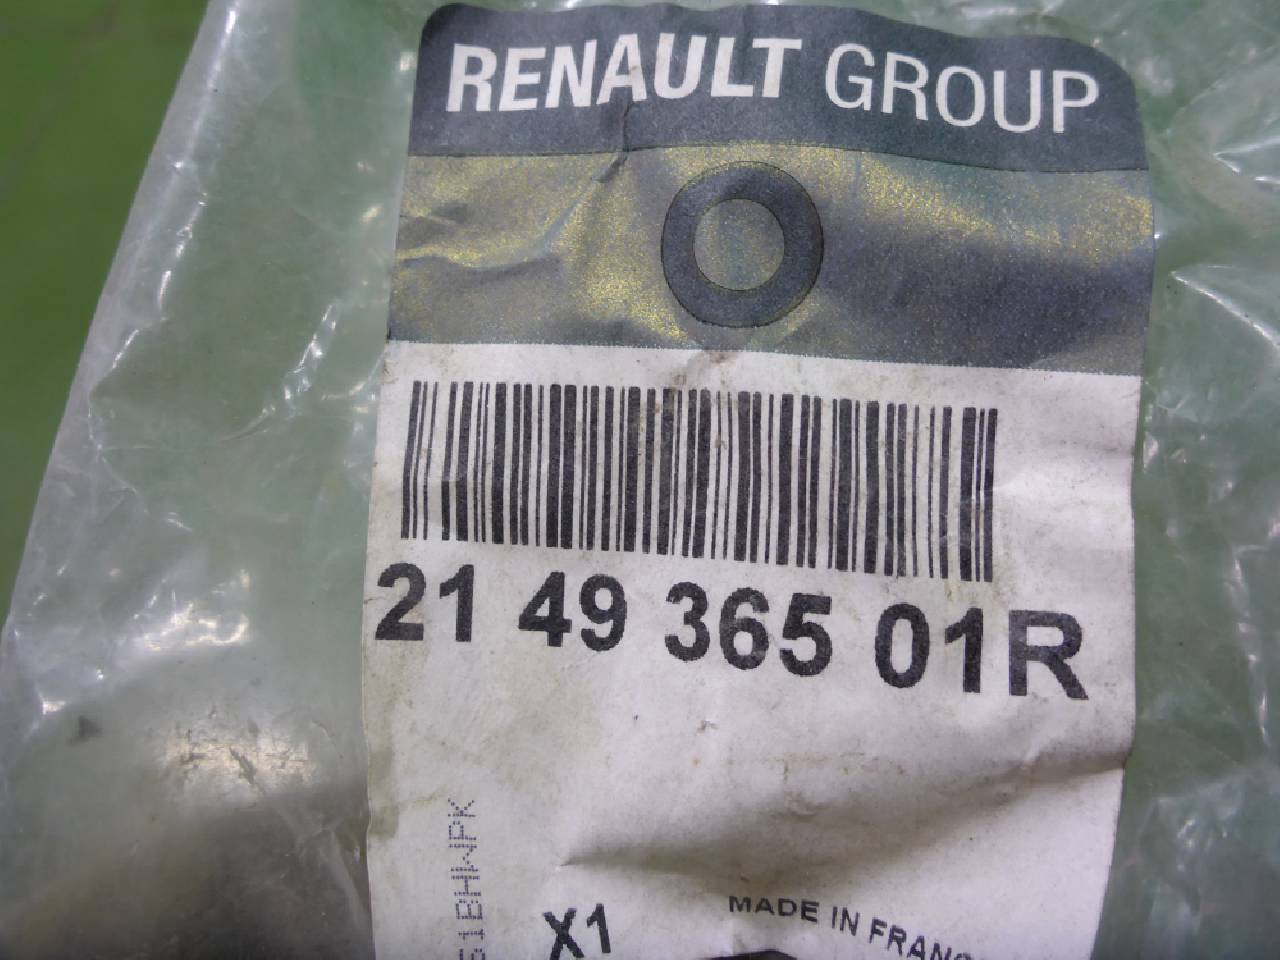 RENAULT GROUP
21 49 365 01R
X1
MADE IN FRANC